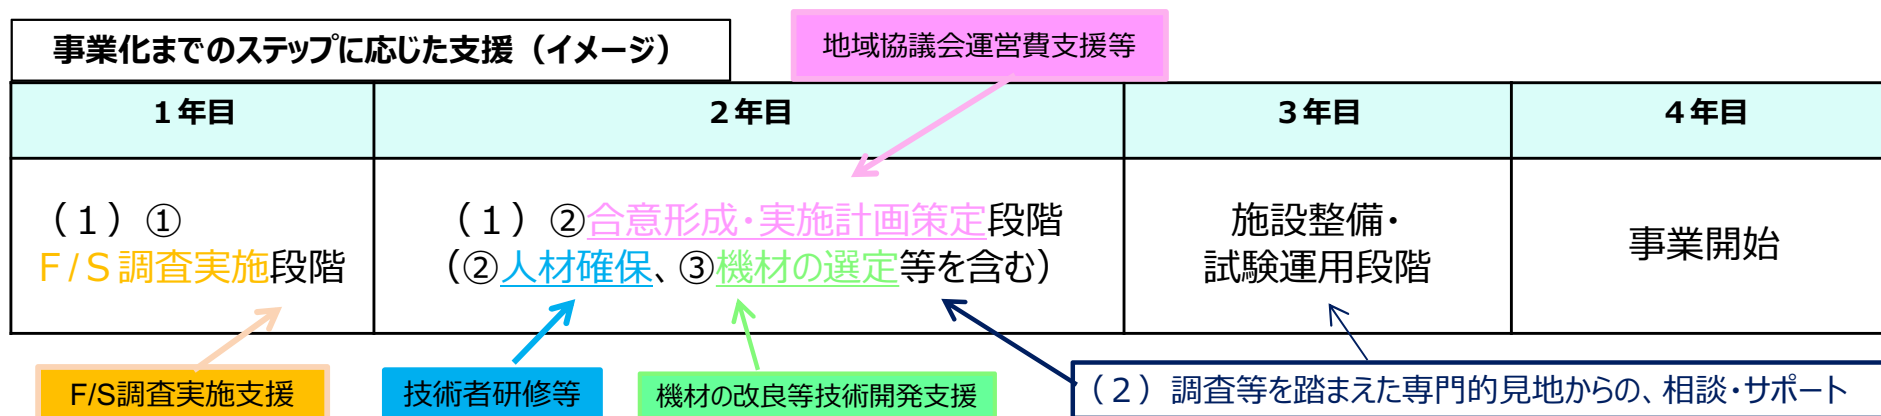 事業化までのステップに応じた支援（イメージ）
地域協議会運営費支援等
１年目
２年目
３年目
４年目
（１）①
Ｆ/Ｓ調査実施段階
（１）②合意形成・実施計画策定段階
（②人材確保、③機材の選定等を含む）
施設整備・
試験運用段階
事業開始
F/S調査実施支援
技術者研修等
機材の改良等技術開発支援
（２）調査等を踏まえた専門的見地からの、相談・サポート